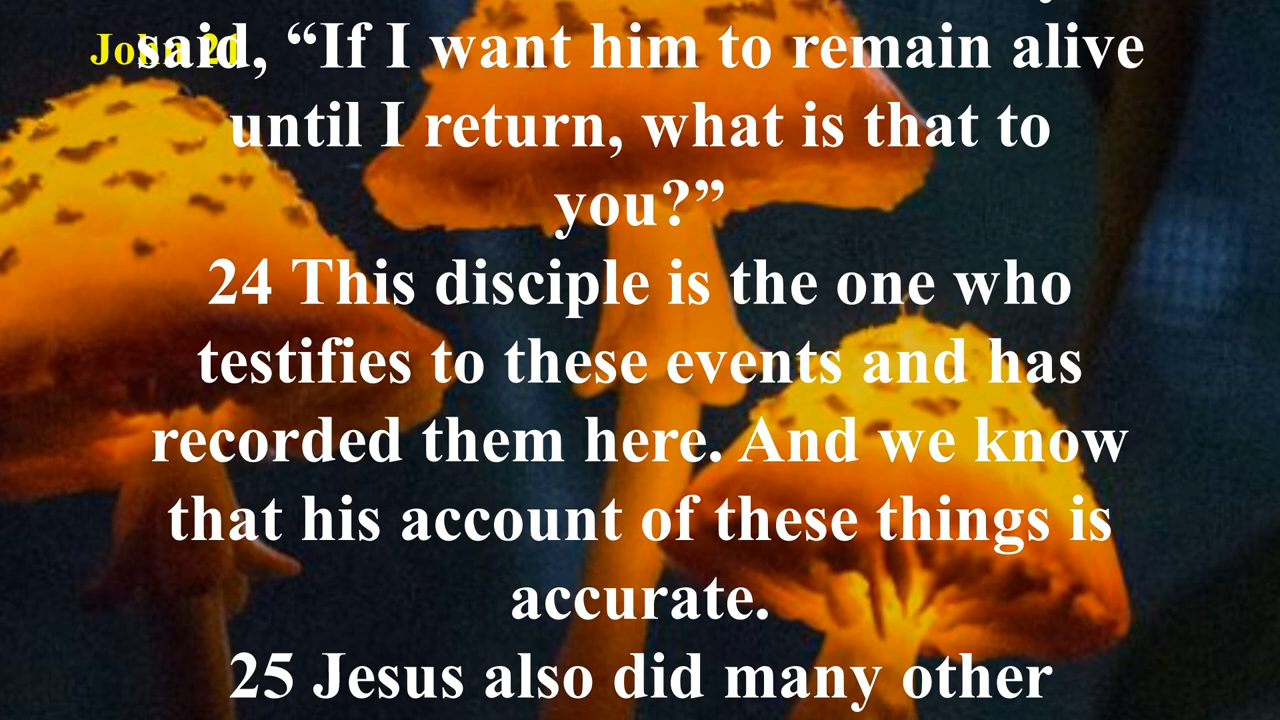 John 21
said, “If I want him to remain alive
until I return, what is that to
you?”
24 This disciple is the one who
testifies to these events and has
recorded them here. And we know
that his account of these things is
accurate.
25 Jesus also did many other